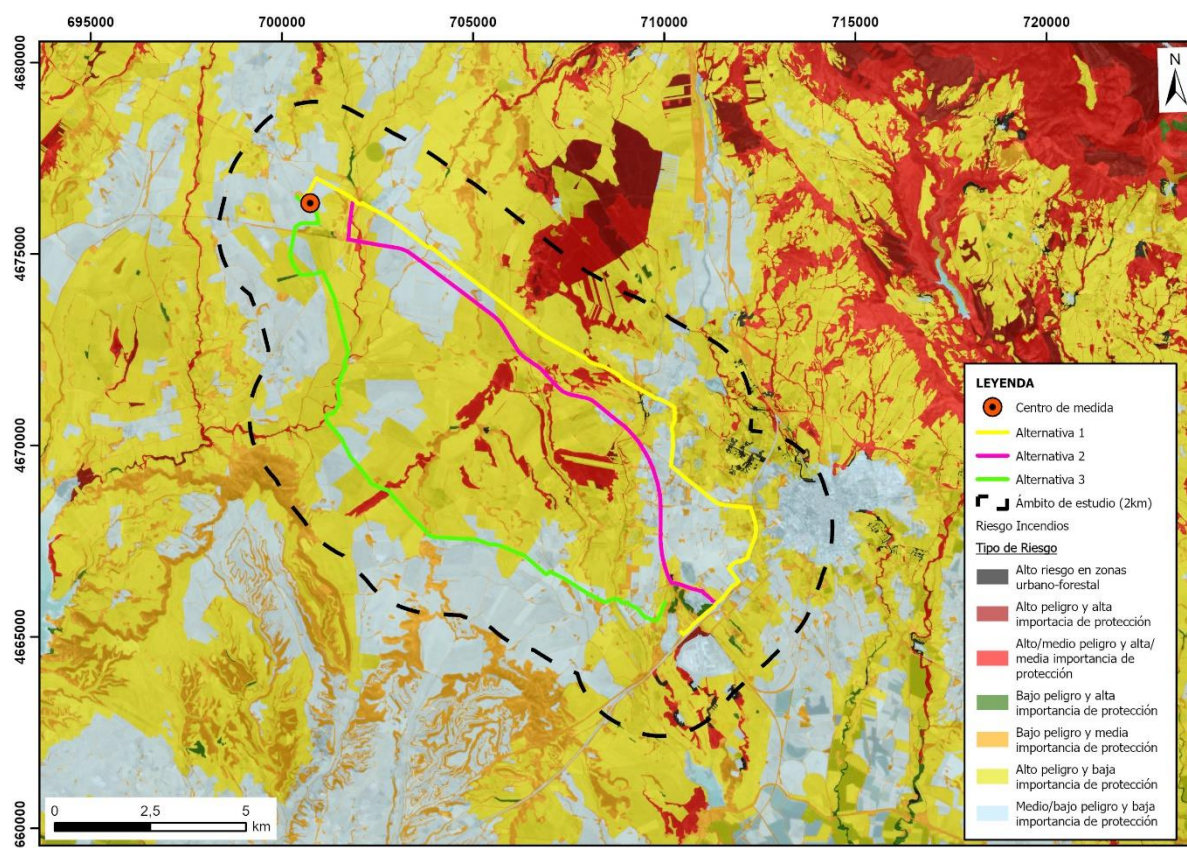 695000 700000 705000 710000 715000 720000
4680000
4675000
4670000
4665000
4660000
N
LEYENDA
Centro de medida
Alternativa 1
Alternativa 2
Alternativa 3
Ámbito de estudio (2km)
Riesgo Incendios
Tipo de Riesgo
Alto riesgo en zonas
urbano-forestal
Alto peligro y alta
importacia de
protección
Alto/medio peligro y alta/
media importancia de
protección
Bajo peligro y alta
importancia de protección
Bajo peligro y media
importancia de protección
Alto peligro y baja
importancia de protección
Medio/bajo peligro y baja
importancia de protección
0 2,5 5
km